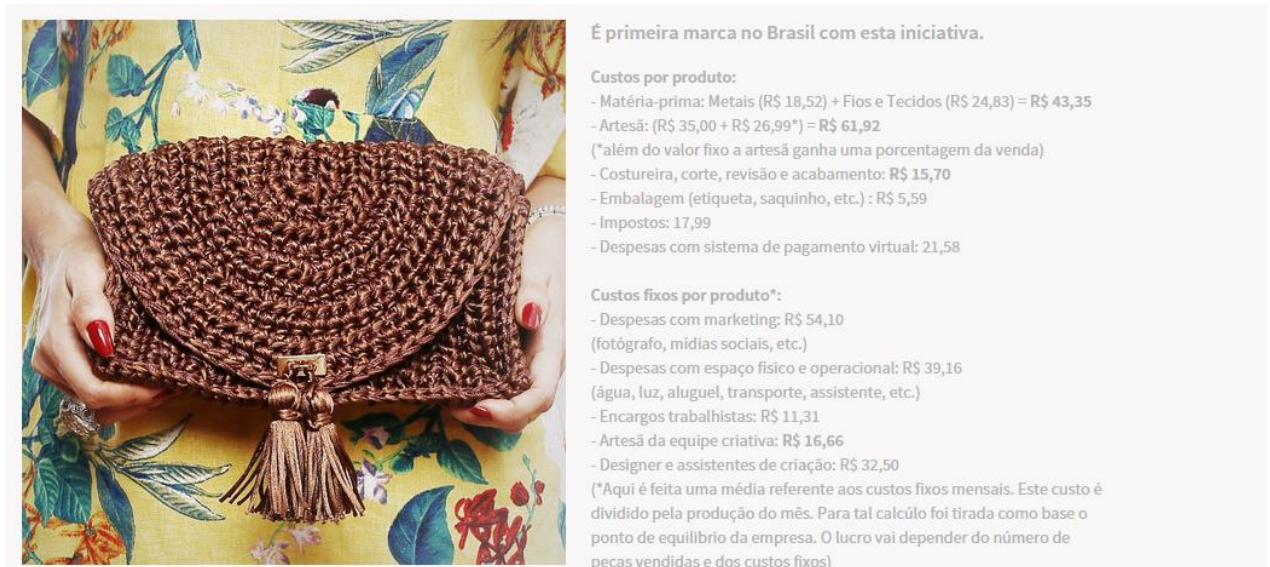 É primeira marca no Brasil com esta iniciativa.
Custos por produto:
- Matéria-prima: Metais (R$ 18,52) + Fios e Tecidos (R$ 24,83) = R$ 43,35
- Artesã: (R$ 35,00 + R$ 26,99*) = R$ 61,92
(*além do valor fixo a artesã ganha uma porcentagem da venda)
- Costureira, corte, revisão e acabamento: R$ 15,70
- Embalagem (etiqueta, saquinho, etc.) : R$ 5,59
- Impostos: 17,99
- Despesas com sistema de pagamento virtual: 21,58
Custos fixos por produto*:
- Despesas com marketing: R$ 54,10
(fotógrafo, mídias sociais, etc.)
- Despesas com espaço físico e operacional: R$ 39,16
(água, luz, aluguel, transporte, assistente, etc.)
- Encargos trabalhistas: R$ 11,31
- Artesã da equipe criativa: R$ 16,66
- Designer e assistentes de criação: R$ 32,50
(*Aqui é feita uma média referente aos custos fixos mensais. Este custo é
dividido pela produção do mês. Para tal calcúlo foi tirada como base o
ponto de equilibrio da empresa. O lucro vai depender do número de
peças vendidas e dos custos fixos)